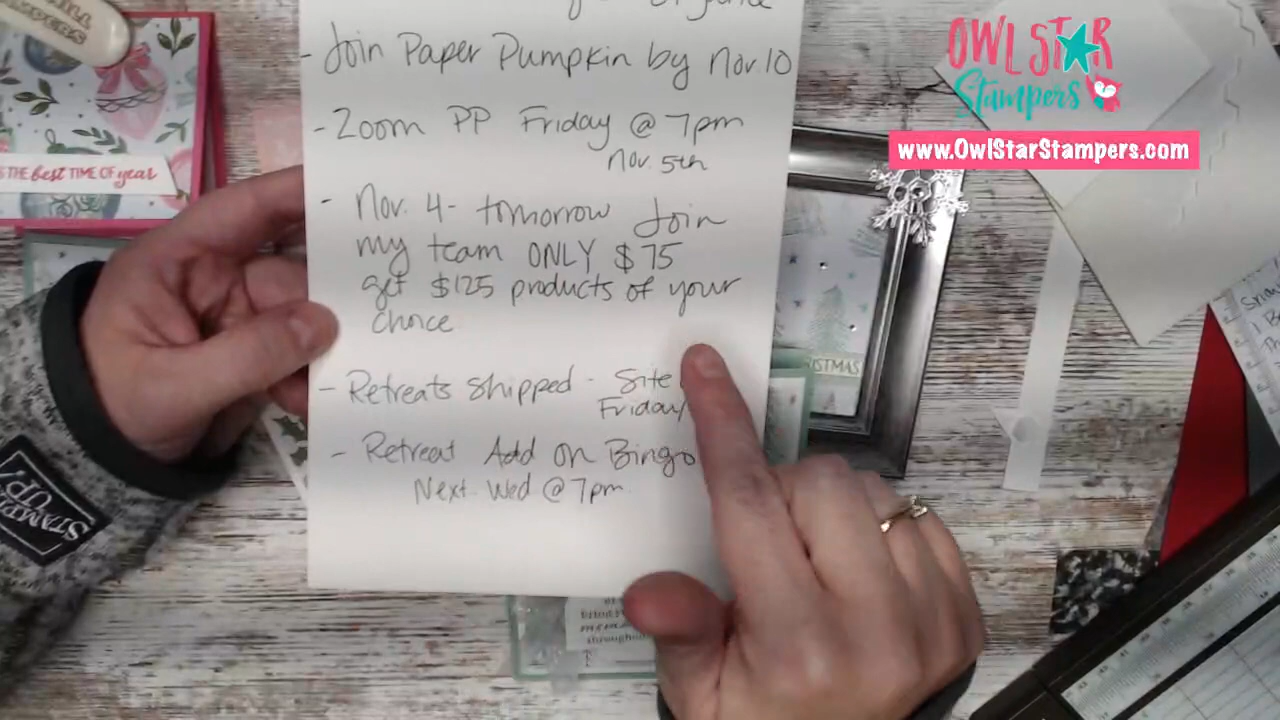 - Join Paper Pumpkin by Nov. 10
- Zoom PP Friday @ 7pm
Nov. 5th
- Nov. 4 - tomorrow Join
my team ONLY $75
get $125 products of your
choice
- Retreats Shipped - Site
Friday
- Retreat Add on Bingo
Next Wed @ 7pm
OWL STAR
Stampers
www.OwlStarStampers.com
THE best TIME OF year
STAMPIN'
UP!